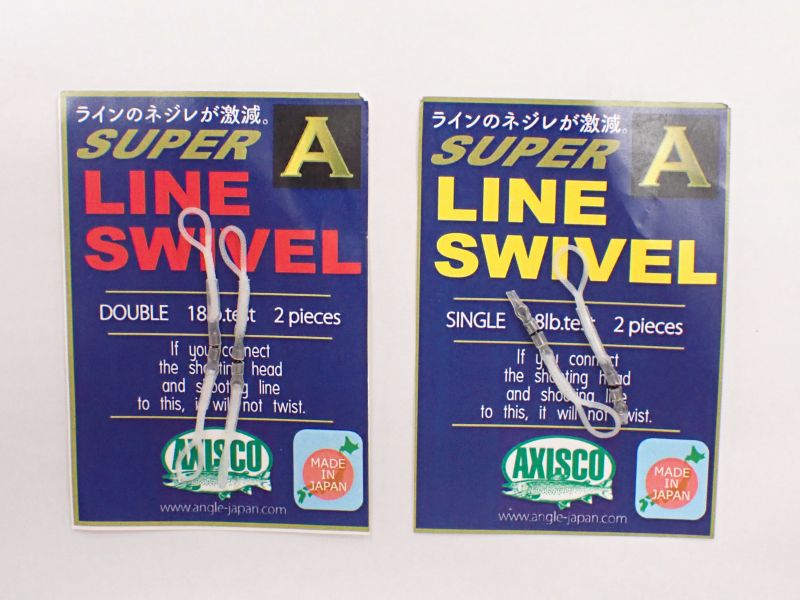 ラインのネジレが激減。
SUPER A
LINE
SWIVEL
DOUBLE 18lb.test 2 pieces
If you connect
the shooting head
and shooting line
to this, it will not twist.
AXISCO
MADE
IN
JAPAN
www.angle-japan.com
ラインのネジレが激減。
SUPER A
LINE
SWIVEL
SINGLE 18lb.test 2 pieces
If you connect
the shooting head
and shooting line
to this, it will not twist.
AXISCO
MADE
IN
JAPAN
www.angle-japan.com